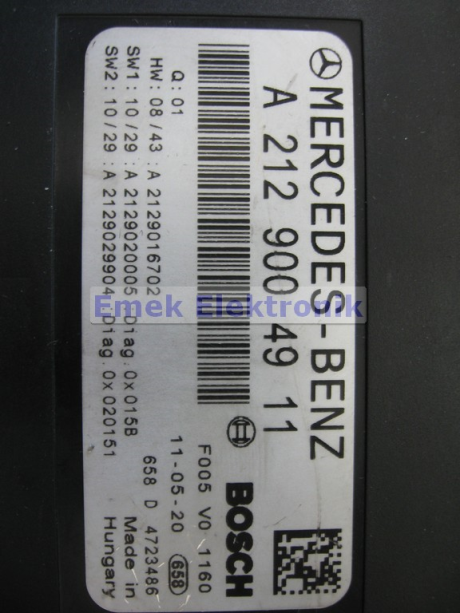 MERCEDES-BENZ
A 212 900 49 11
Q: 01
HW: 08/43 :A 2129016702
SW1: 10/29 :A 2129020005 Diag:0X015B
SW2: 10/29 :A 2129029904 Diag:0X020151
BOSCH
F005 V0 1160
11-05-20 658
658 D 4723486
Made in
Hungary
Emek Elektronik